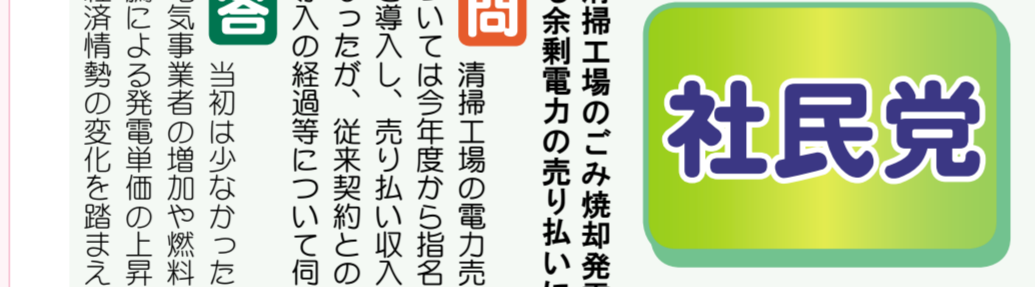 社民党
清掃工場のごみ焼却発
余剰電力の売り払いに
問
清掃工場の電力売
いては今年度から指名
導入し、売り払い収入
ったが、従来契約との
入の経過等について伺
答
当初は少なかった
気事業者の増加や燃料
による発電単価の上昇
済情勢の変化を踏まえ